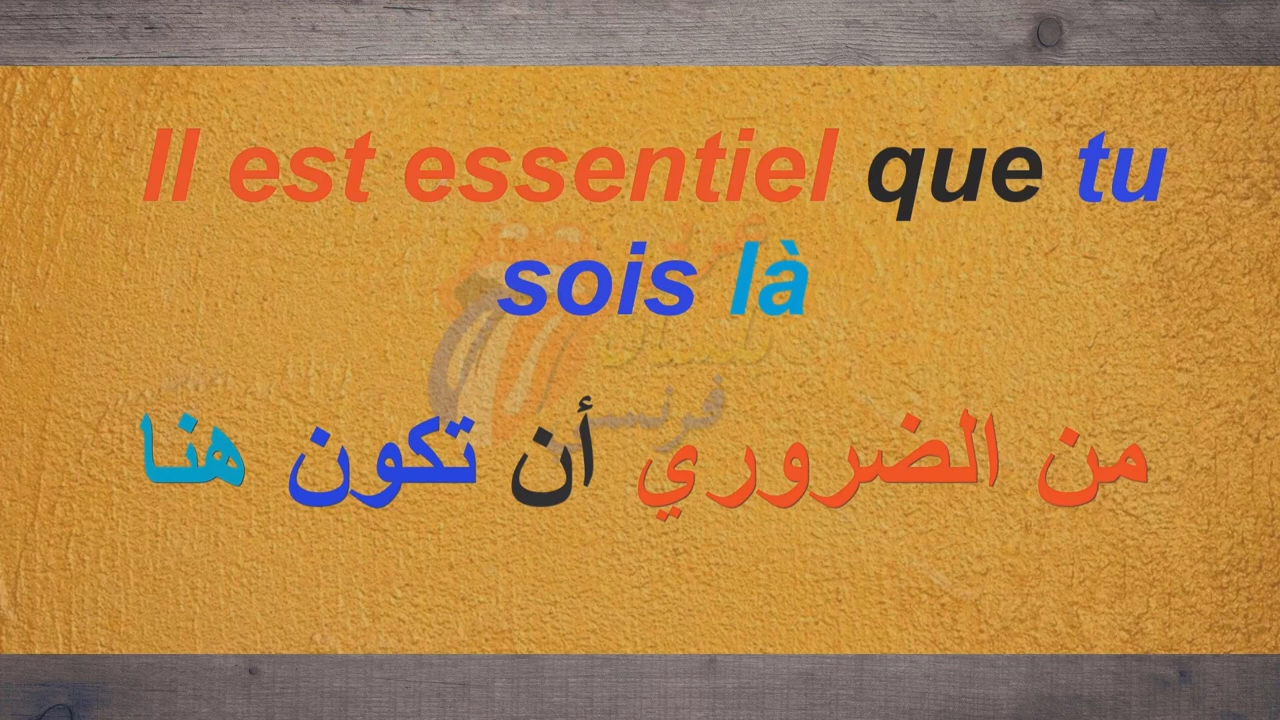 Il est essentiel que tu
sois là
من الضروري أن تكون هنا